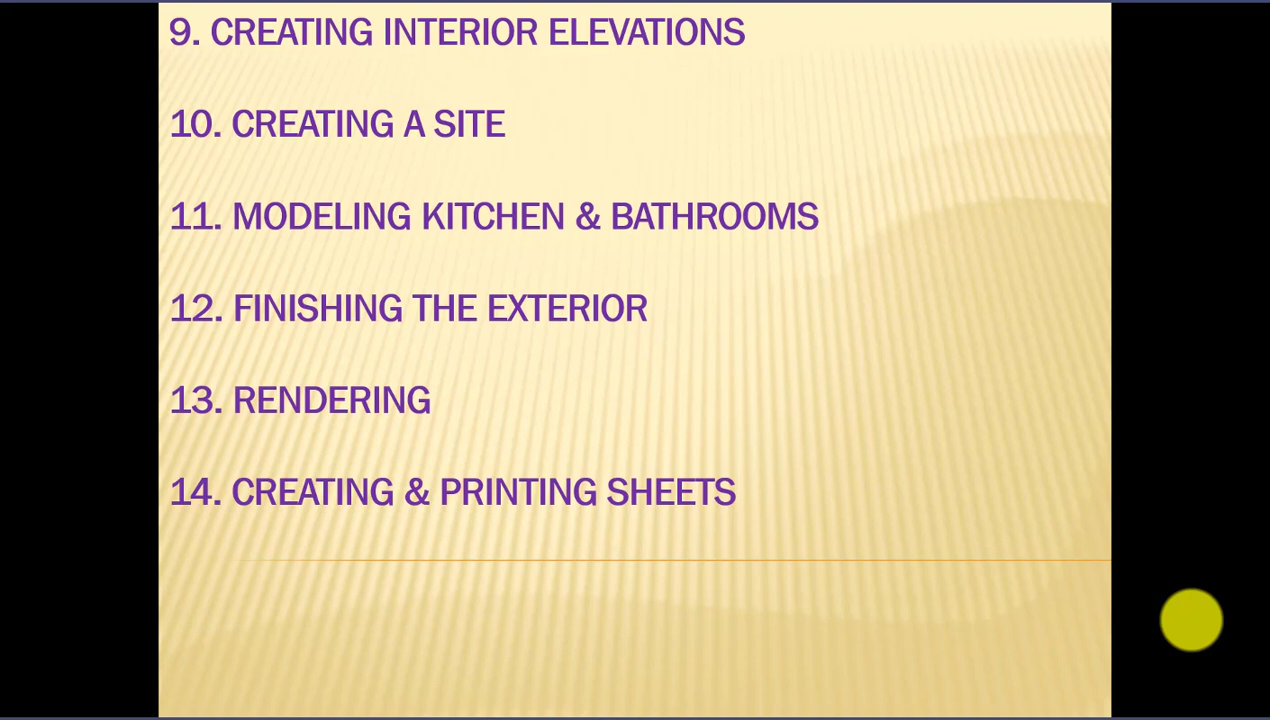 9. CREATING INTERIOR ELEVATIONS
10. CREATING A SITE
11. MODELING KITCHEN & BATHROOMS
12. FINISHING THE EXTERIOR
13. RENDERING
14. CREATING & PRINTING SHEETS